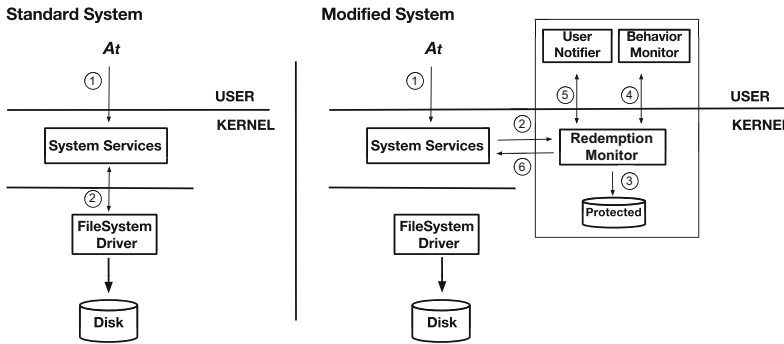 Standard System
At
1
USER
KERNEL
System Services
2
FileSystem
Driver
Disk
Modified System
At
1
User
Notifier
Behavior
Monitor
5
4
USER
KERNEL
System Services
2
6
Redemption
Monitor
3
Protected
FileSystem
Driver
Disk